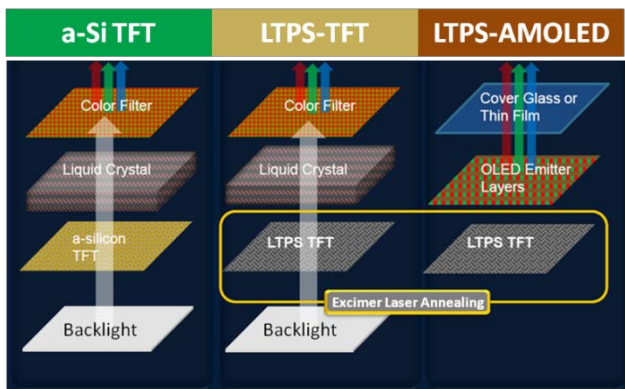 a-Si TFT
LTPS-TFT
LTPS-AMOLED
Color Filter
Liquid Crystal
a-silicon
TFT
Backlight
Color Filter
Liquid Crystal
LTPS TFT
Backlight
Cover Glass or
Thin Film
OLED Emitter
Layers
LTPS TFT
Excimer Laser Annealing